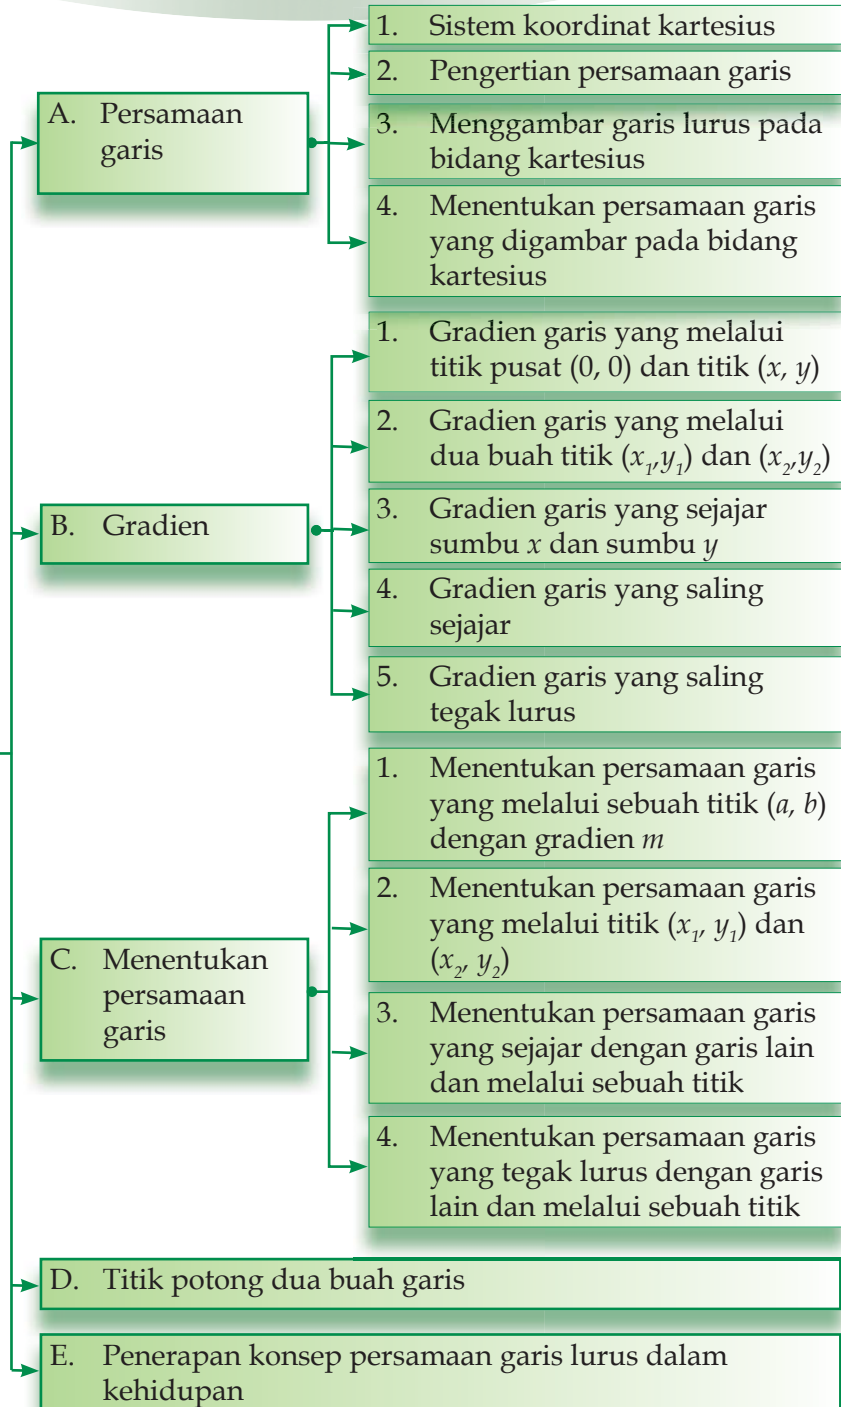 A. Persamaan
garis
1. Sistem koordinat kartesius
2. Pengertian persamaan garis
3. Menggambar garis lurus pada
bidang kartesius
4. Menentukan persamaan garis
yang digambar pada bidang
kartesius
B. Gradien
1. Gradien garis yang melalui
titik pusat (0, 0) dan titik (x, y)
2. Gradien garis yang melalui
dua buah titik (x₁,y₁) dan (x₂,y₂)
3. Gradien garis yang sejajar
sumbu x dan sumbu y
4. Gradien garis yang saling
sejajar
5. Gradien garis yang saling
tegak lurus
C. Menentukan
persamaan
garis
1. Menentukan persamaan garis
yang melalui sebuah titik (a, b)
dengan gradien m
2. Menentukan persamaan garis
yang melalui titik (x₁, y₁) dan
(x₂, y₂)
3. Menentukan persamaan garis
yang sejajar dengan garis lain
dan melalui sebuah titik
4. Menentukan persamaan garis
yang tegak lurus dengan garis
lain dan melalui sebuah titik
D. Titik potong dua buah garis
E. Penerapan konsep persamaan garis lurus dalam
kehidupan